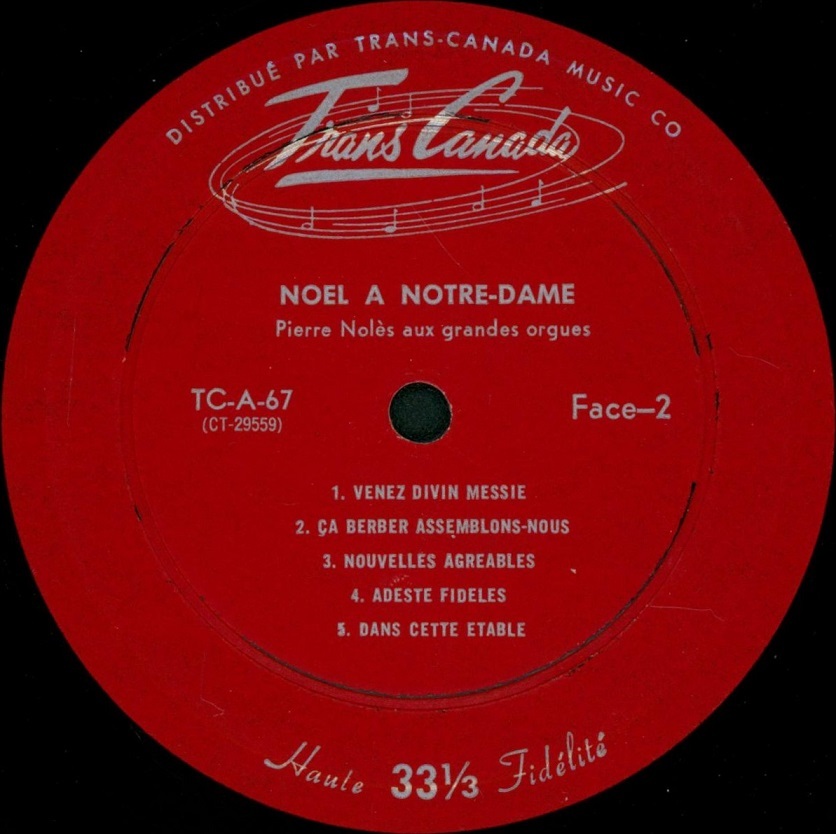 DISTRIBUÉ PAR TRANS-CANADA MUSIC CO
Trans Canada
NOEL A NOTRE-DAME
Pierre Nolès aux grandes orgues
TC-A-67
(CT-29559)
Face–2
1. VENEZ DIVIN MESSIE
2. ÇA BERBER ASSEMBLONS-NOUS
3. NOUVELLES AGREABLES
4. ADESTE FIDELES
5. DANS CETTE ETABLE
Haute 33⅓ Fidélité